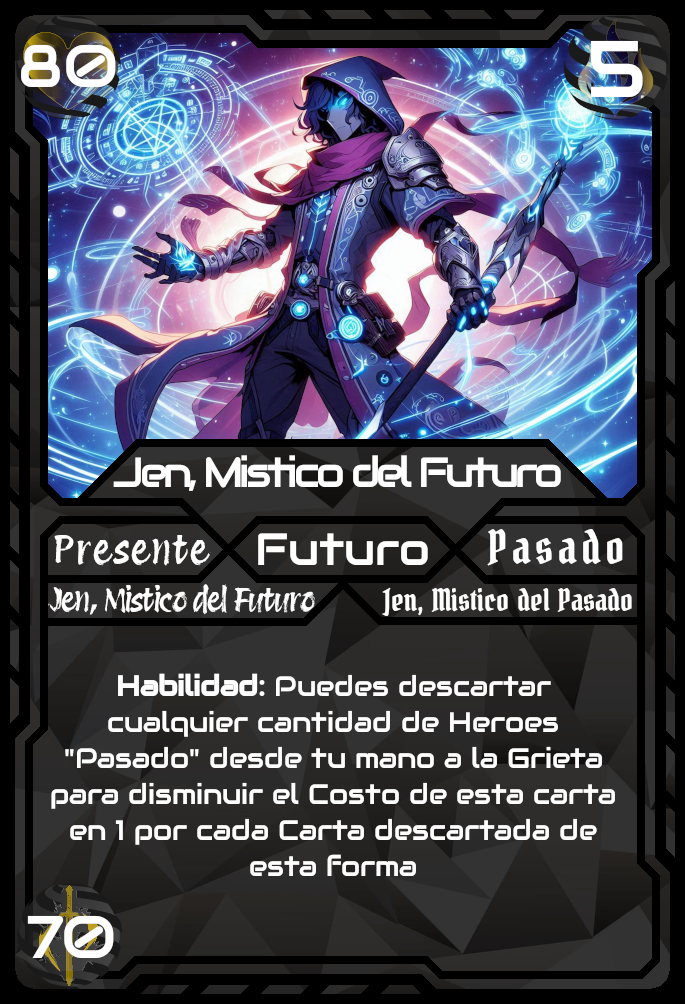 80
5
Jen, Mistico del Futuro
Presente
Futuro
Pasado
Jen, Mistico del Futuro
Jen, Mistico del Pasado
Habilidad: Puedes descartar
cualquier cantidad de Heroes
"Pasado" desde tu mano a la Grieta
para disminuir el Costo de esta carta
en 1 por cada Carta descartada de
esta forma
70